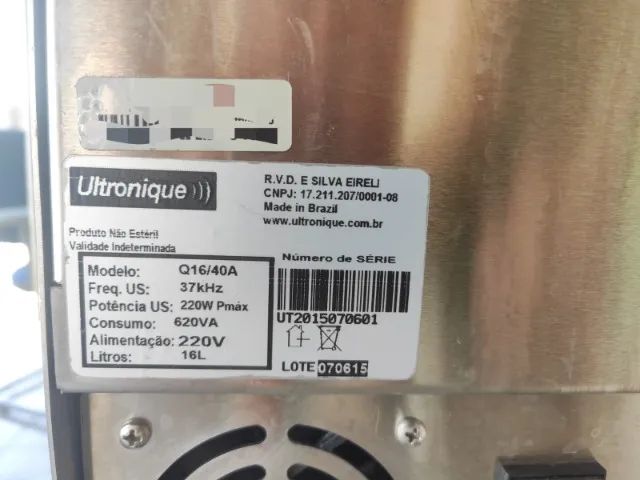 Ultronique
R.V.D. E SILVA EIRELI
CNPJ: 17.211.207/0001-08
Made in Brazil
www.ultronique.com.br
Produto Não Estéril
Validade Indeterminada
Modelo: Q16/40A
Freq. US: 37kHz
Potência US: 220W Pmáx
Consumo: 620VA
Alimentação: 220V
Litros: 16L
Número de SÉRIE
UT2015070601
LOTE 070615